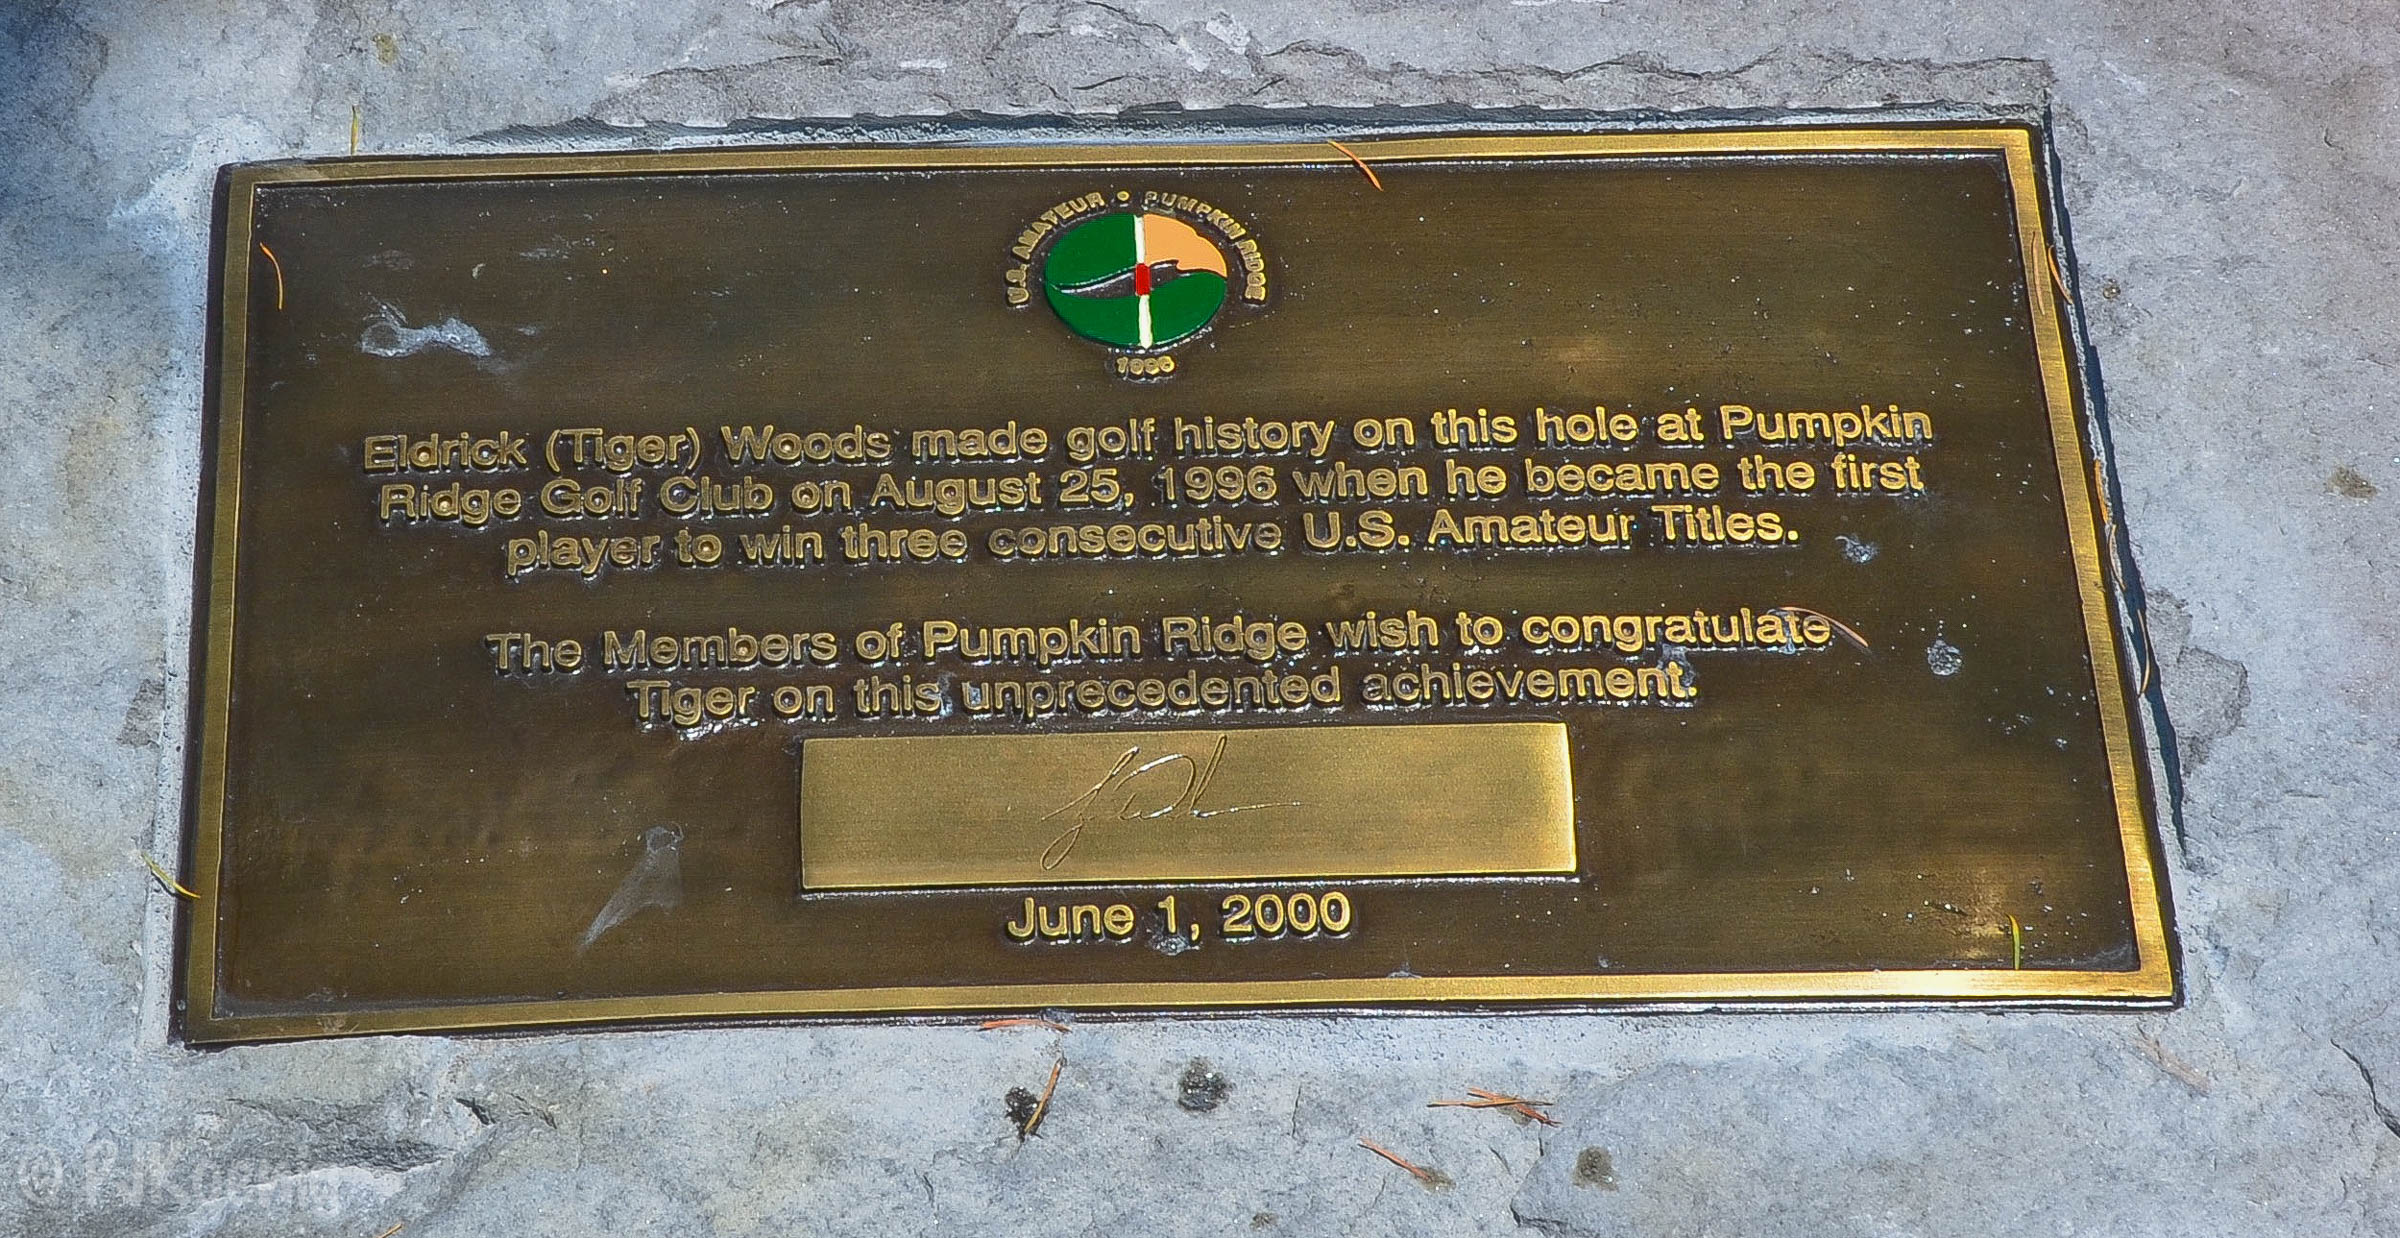 U.S. AMATEUR • PUMPKIN RIDGE
1996
Eldrick (Tiger) Woods made golf history on this hole at Pumpkin
Ridge Golf Club on August 25, 1996 when he became the first
player to win three consecutive U.S. Amateur Titles.
The Members of Pumpkin Ridge wish to congratulate
Tiger on this unprecedented achievement.
June 1, 2000
© PJKoernig